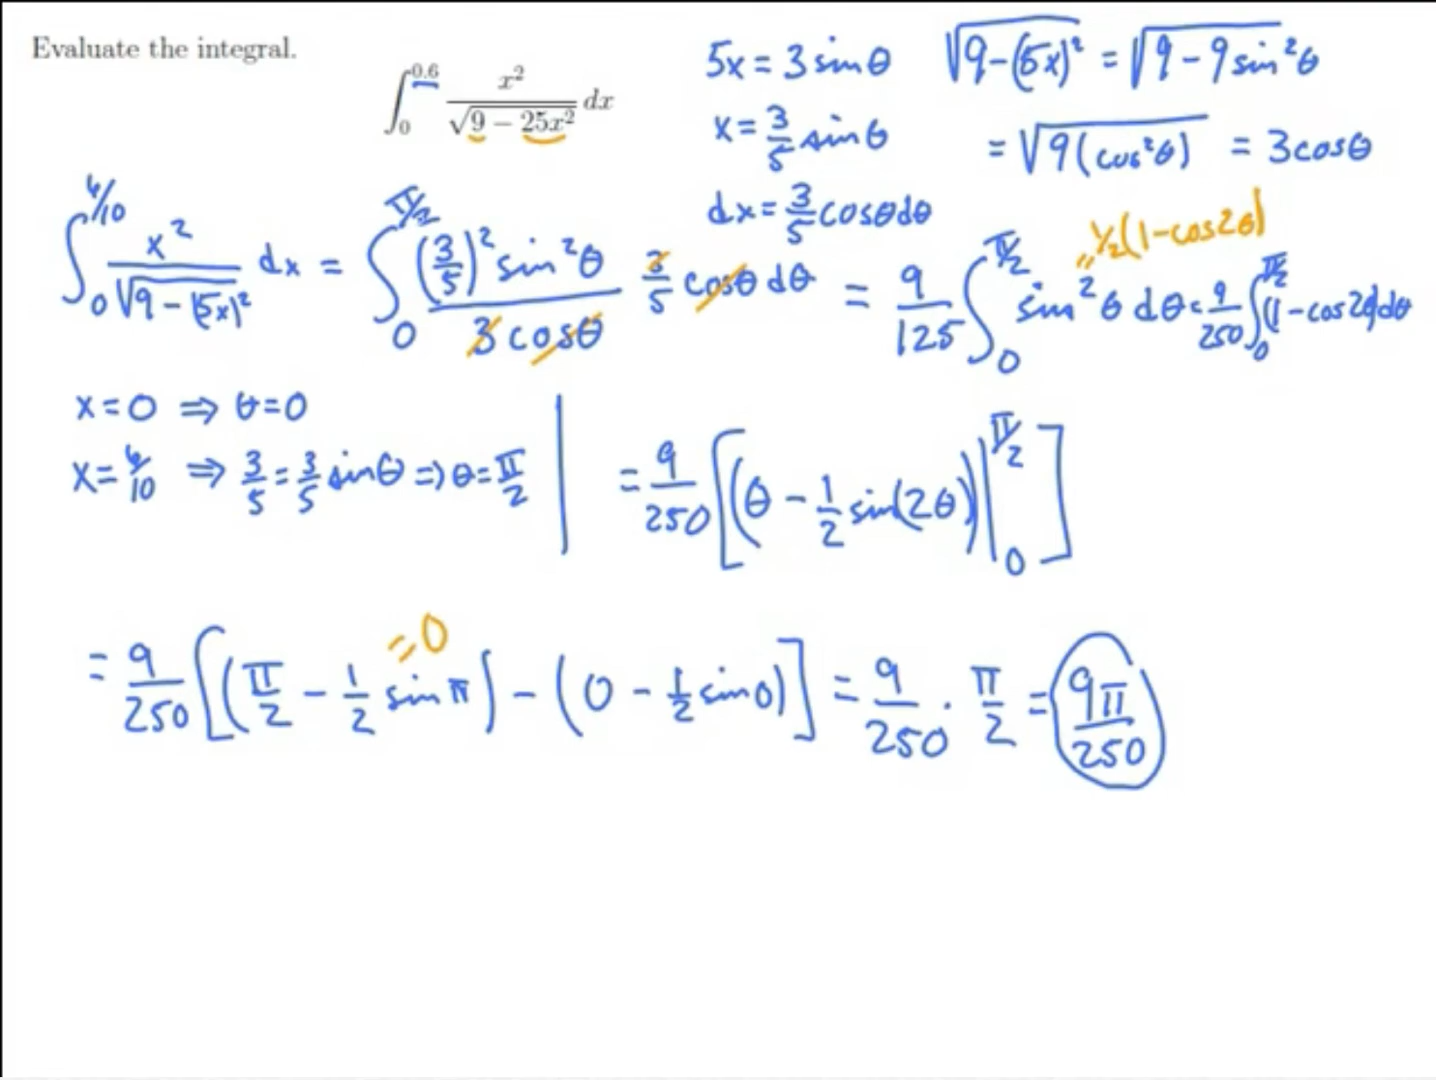 Evaluate the integral.
∫₀^0.6 x²/√(9 − 25x²) dx
5x = 3 sinθ
√(9-(5x)²) = √(9-9sin²θ)
x = 3/5 sinθ
= √(9(cos²θ)) = 3cosθ
dx = 3/5 cosθdθ
½(1-cos2θ)
∫₀^6/10 x²/√(9-(5x)²) dx = ∫₀^π/2 (3/5)² sin²θ / 3cosθ 3/5 cosθ dθ = 9/125 ∫₀^π/2 sin²θ dθ = 9/250 ∫₀^π/2 (1-cos2θ)dθ
x=0 ⇒ θ=0
x=6/10 ⇒ 3/5 = 3/5 sinθ ⇒ θ=π/2
= 9/250 [(θ - 1/2 sin(2θ))|₀^π/2]
=0
= 9/250 [(π/2 - 1/2 sin π) - (0 - 1/2 sin0)] = 9/250 · π/2 = 9π/250